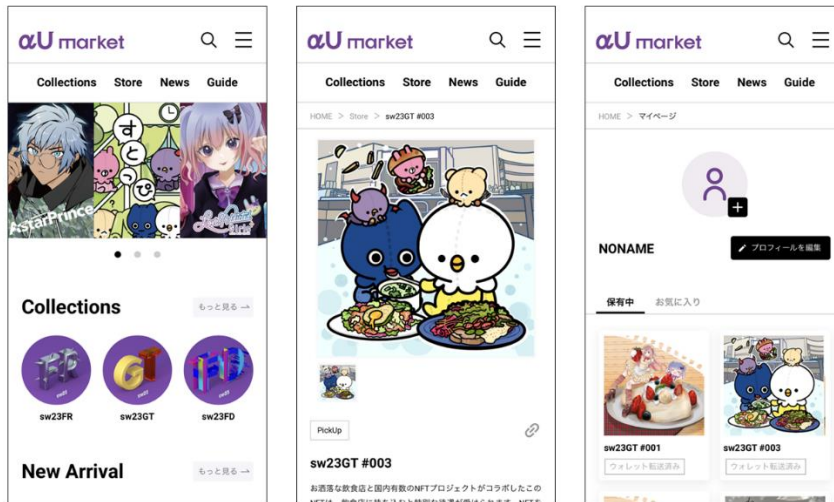 αU market
Collections Store News Guide
AstarPrince
すとっぴ
Collections
もっと見る →
sw23FR
sw23GT
sw23FD
New Arrival
もっと見る →
αU market
Collections Store News Guide
HOME > Store > sw23GT #003
PickUp
sw23GT #003
お洒落な飲食店と国内有数のNFTプロジェクトがコラボしたこの
αU market
Collections Store News Guide
HOME > マイページ
NONAME
プロフィールを編集
保有中 お気に入り
sw23GT #001
ウォレット転送済み
sw23GT #003
ウォレット転送済み